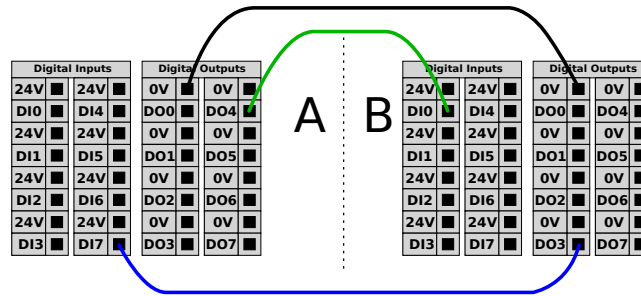 Digital Inputs Digital Outputs A B Digital Inputs Digital Outputs
24V 24V 0V 0V 24V 24V 0V 0V
DI0 DI4 DO0 DO4 DI0 DI4 DO0 DO4
24V 24V 0V 0V 24V 24V 0V 0V
DI1 DI5 DO1 DO5 DI1 DI5 DO1 DO5
24V 24V 0V 0V 24V 24V 0V 0V
DI2 DI6 DO2 DO6 DI2 DI6 DO2 DO6
24V 24V 0V 0V 24V 24V 0V 0V
DI3 DI7 DO3 DO7 DI3 DI7 DO3 DO7